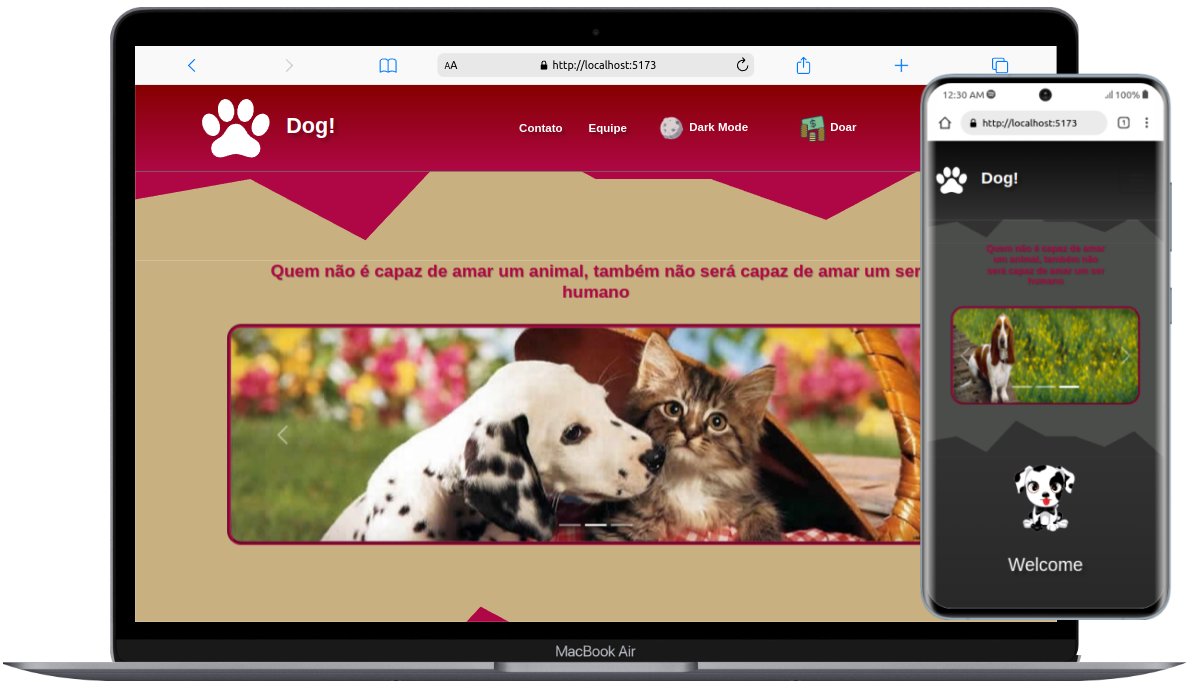 AA
http://localhost:5173
Dog!
Contato
Equipe
Dark Mode
Doar
Quem não é capaz de amar um animal, também não será capaz de amar um ser
humano
MacBook Air
12:30 AM
100%
http://localhost:5173
1
Dog!
Quem não é capaz de amar
um animal, também não
será capaz de amar um ser
humano
Welcome